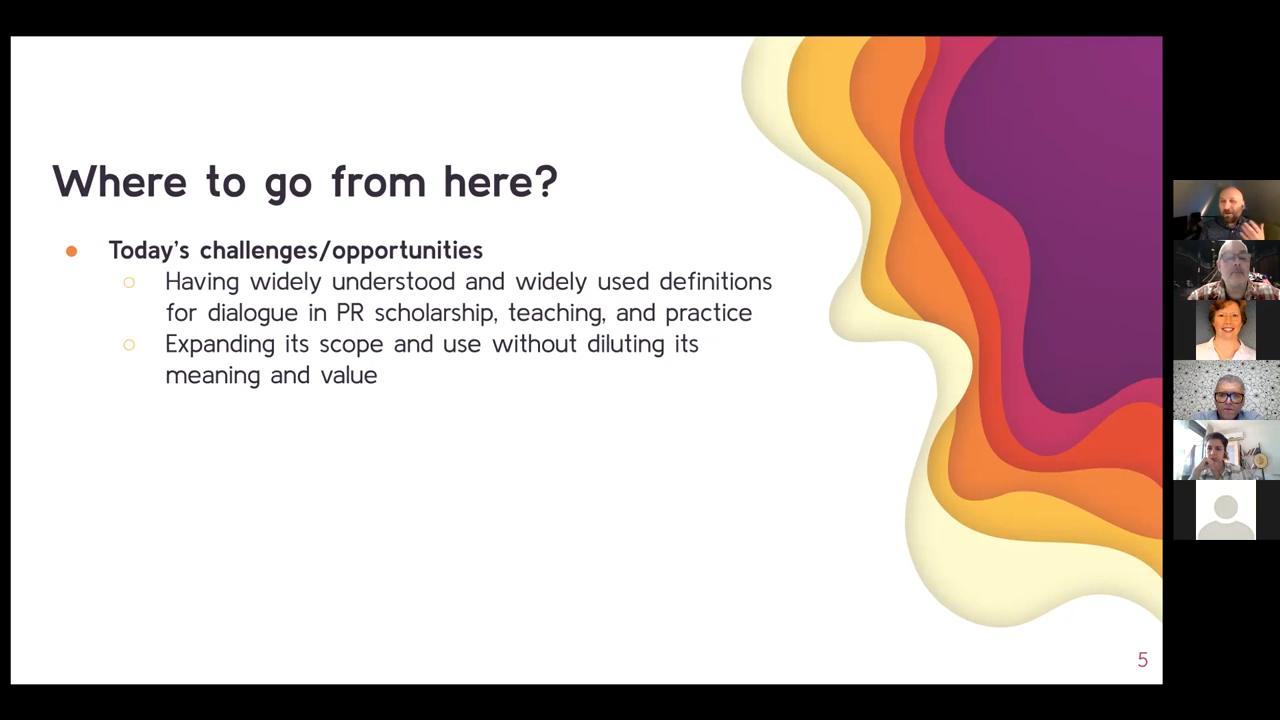 Where to go from here?
● Today's challenges/opportunities
○ Having widely understood and widely used definitions
for dialogue in PR scholarship, teaching, and practice
○ Expanding its scope and use without diluting its
meaning and value
5